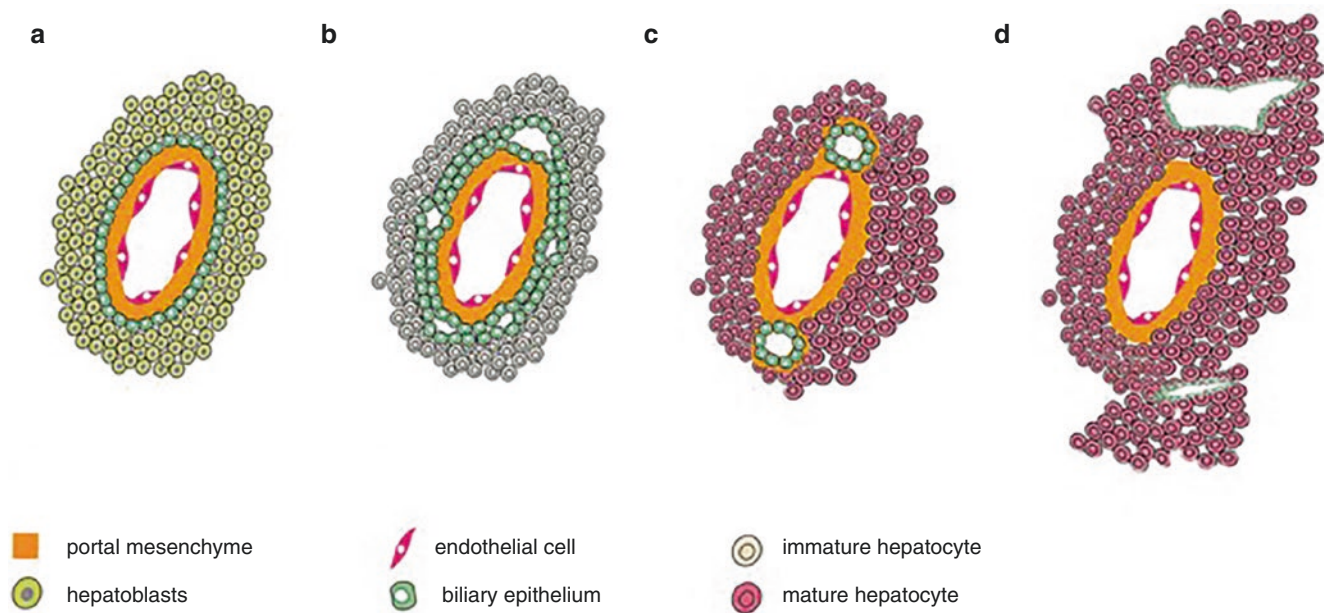 a
b
c
d
portal mesenchyme
endothelial cell
immature hepatocyte
hepatoblasts
biliary epithelium
mature hepatocyte